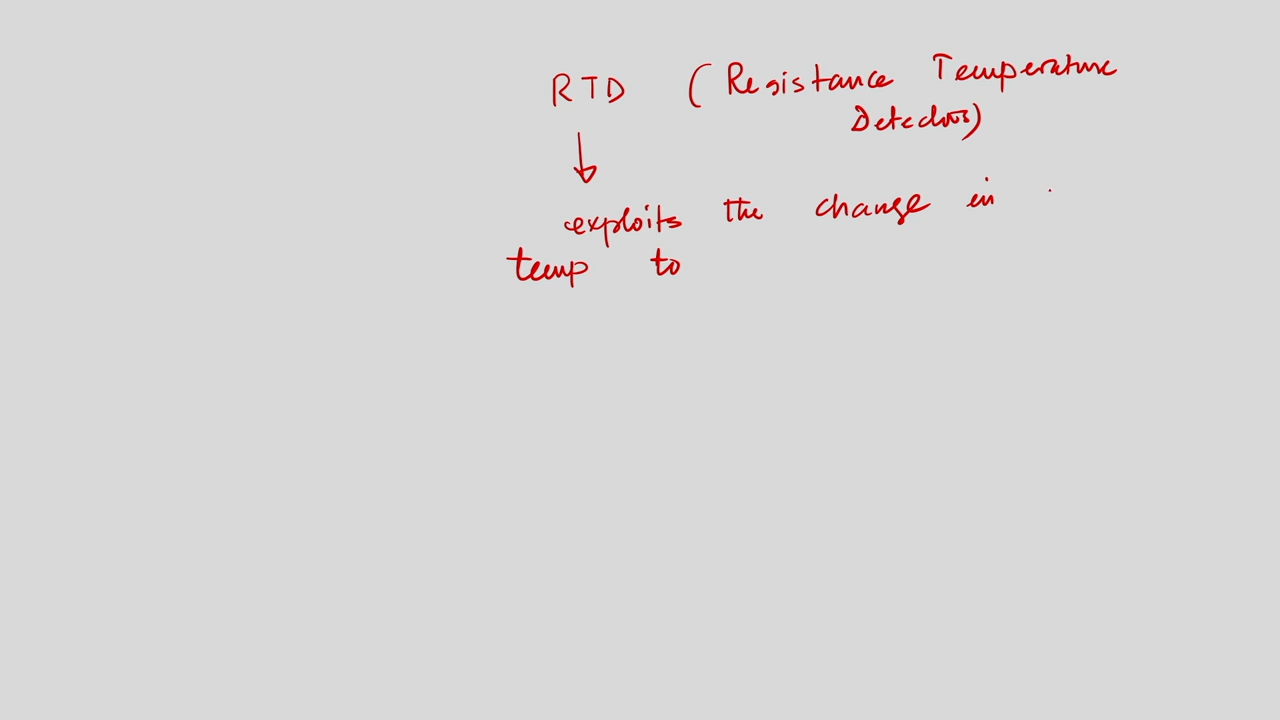 RTD (Resistance Temperature
Detectors)
exploits the change in
temp to